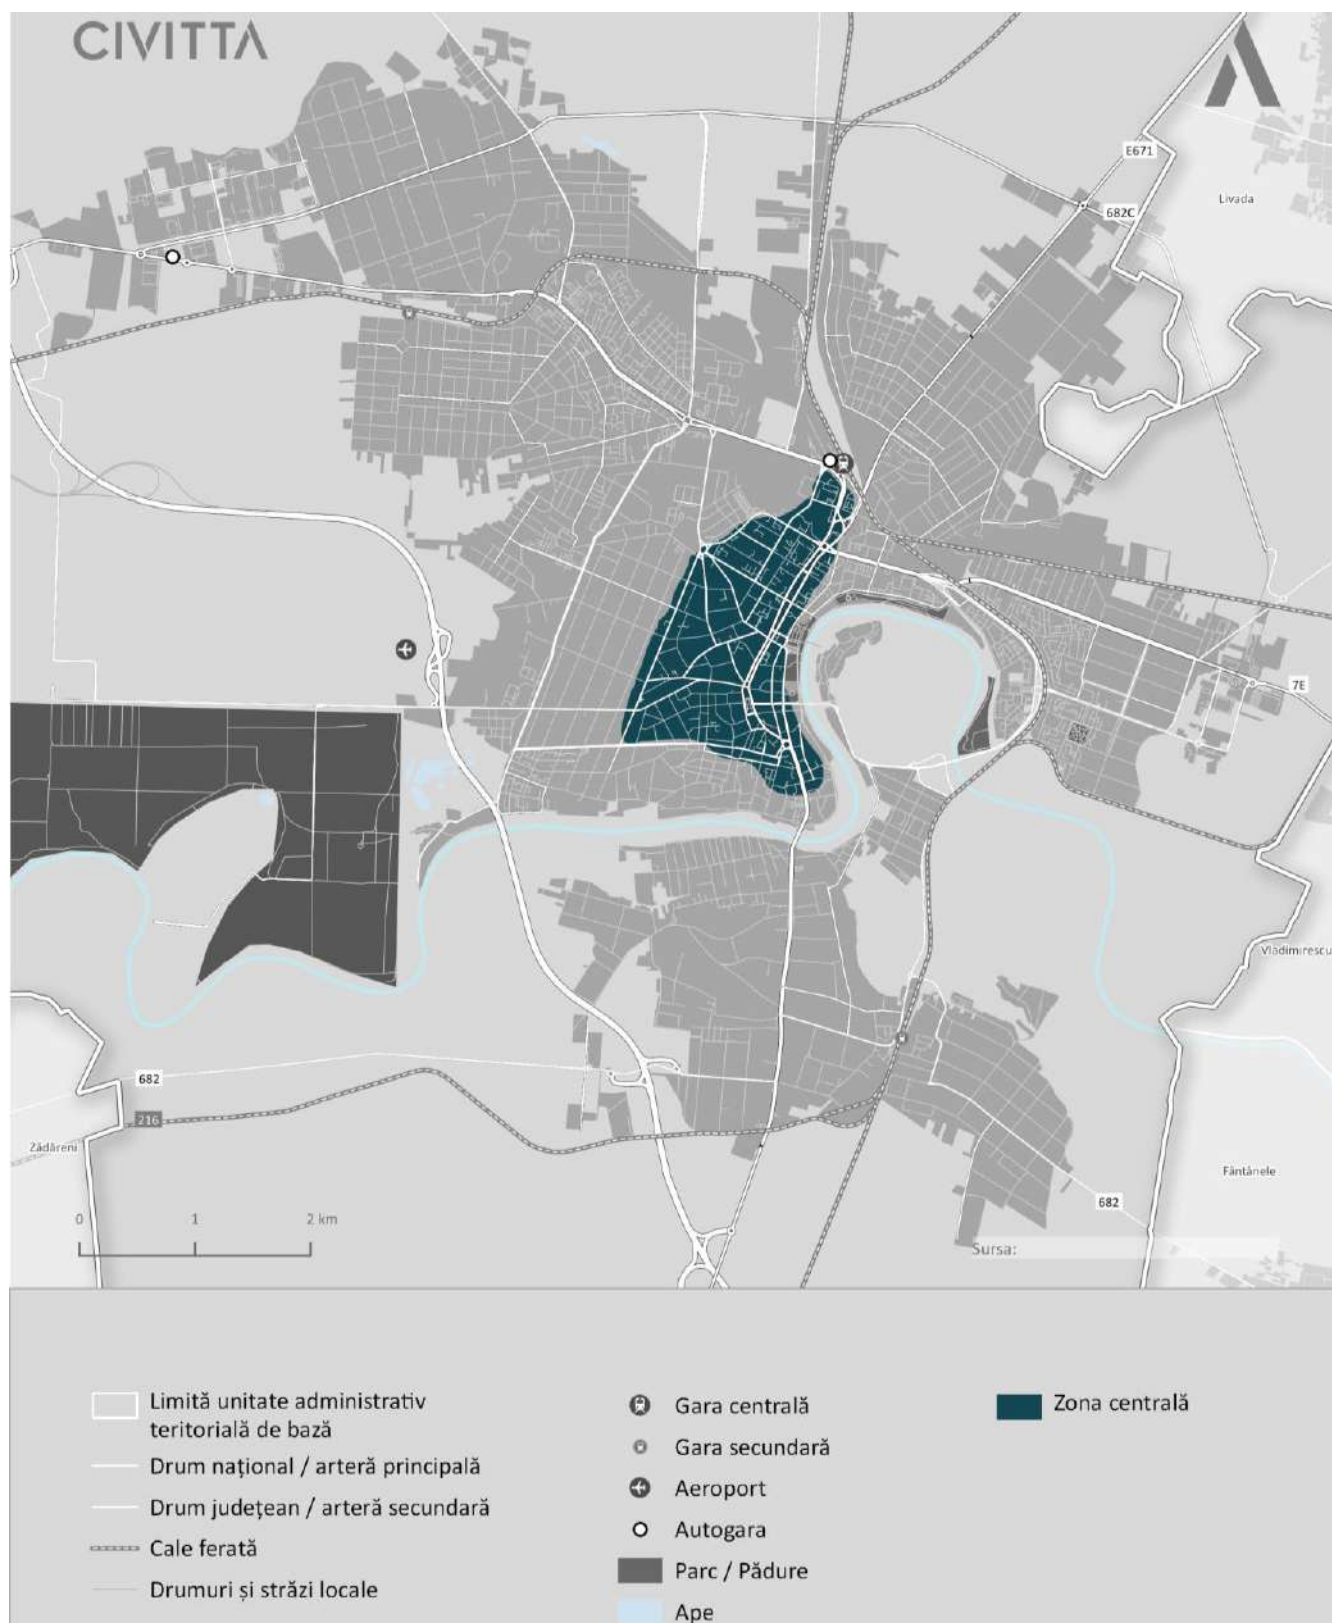 CIVITTA
E671
Livada
682C
7E
Vladimirescu
682
216
Zădăreni
Fântânele
682
0 1 2 km
Sursa:
Limită unitate administrativ
teritorială de bază
Drum național / arteră principală
Drum județean / arteră secundară
Cale ferată
Drumuri și străzi locale
Gara centrală
Gara secundară
Aeroport
Autogara
Parc / Pădure
Ape
Zona centrală